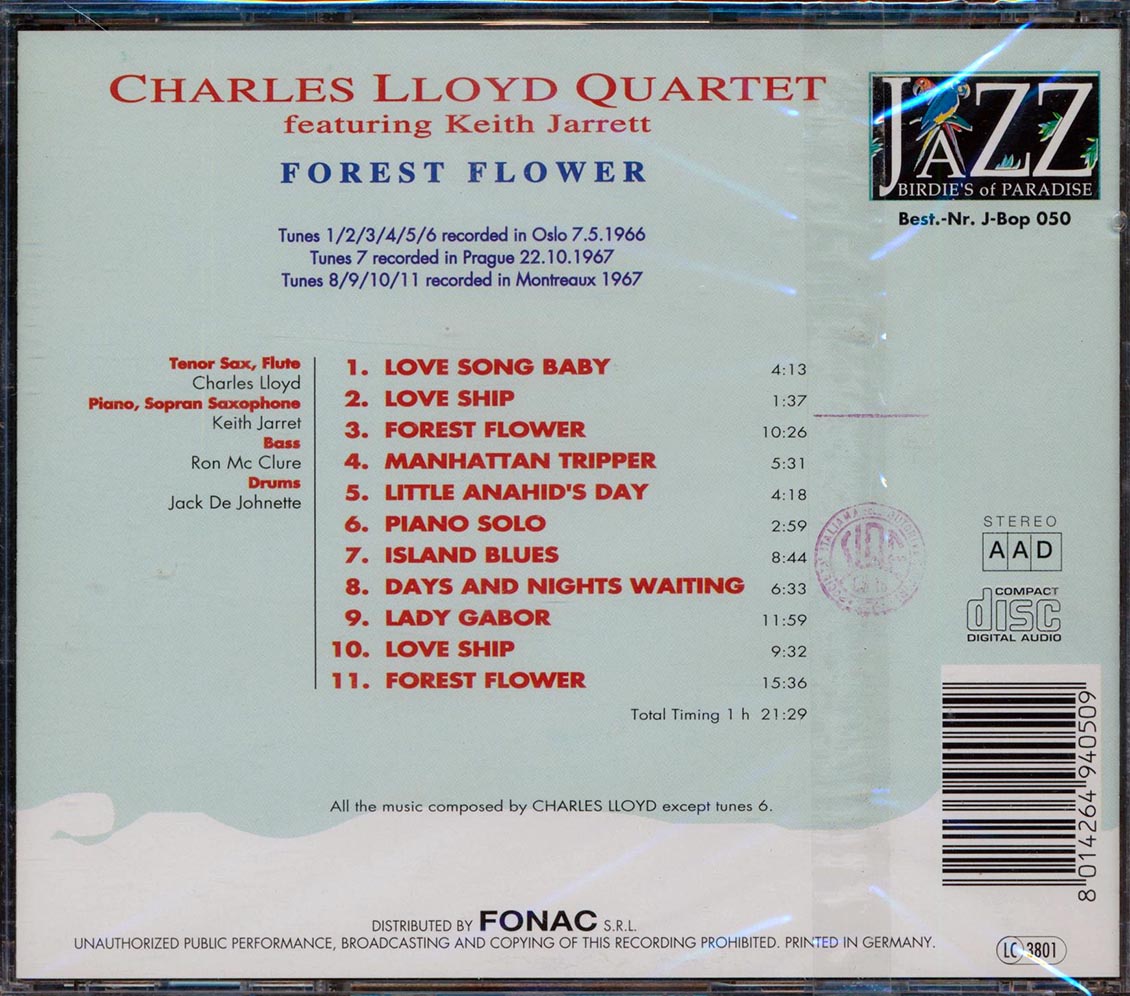 CHARLES LLOYD QUARTET
featuring Keith Jarrett
FOREST FLOWER
JAZZ
BIRDIE'S of PARADISE
Best.-Nr. J-Bop 050
Tunes 1/2/3/4/5/6 recorded in Oslo 7.5.1966
Tunes 7 recorded in Prague 22.10.1967
Tunes 8/9/10/11 recorded in Montreaux 1967
Tenor Sax, Flute
Charles Lloyd
Piano, Sopran Saxophone
Keith Jarret
Bass
Ron Mc Clure
Drums
Jack De Johnette
1. LOVE SONG BABY 4:13
2. LOVE SHIP 1:37
3. FOREST FLOWER 10:26
4. MANHATTAN TRIPPER 5:31
5. LITTLE ANAHID'S DAY 4:18
6. PIANO SOLO 2:59
7. ISLAND BLUES 8:44
8. DAYS AND NIGHTS WAITING 6:33
9. LADY GABOR 11:59
10. LOVE SHIP 9:32
11. FOREST FLOWER 15:36
Total Timing 1 h 21:29
STEREO
AAD
COMPACT
disc
DIGITAL AUDIO
8 014264 940509
All the music composed by CHARLES LLOYD except tunes 6.
DISTRIBUTED BY FONAC S.R.L.
UNAUTHORIZED PUBLIC PERFORMANCE, BROADCASTING AND COPYING OF THIS RECORDING PROHIBITED. PRINTED IN GERMANY.
LC 3801